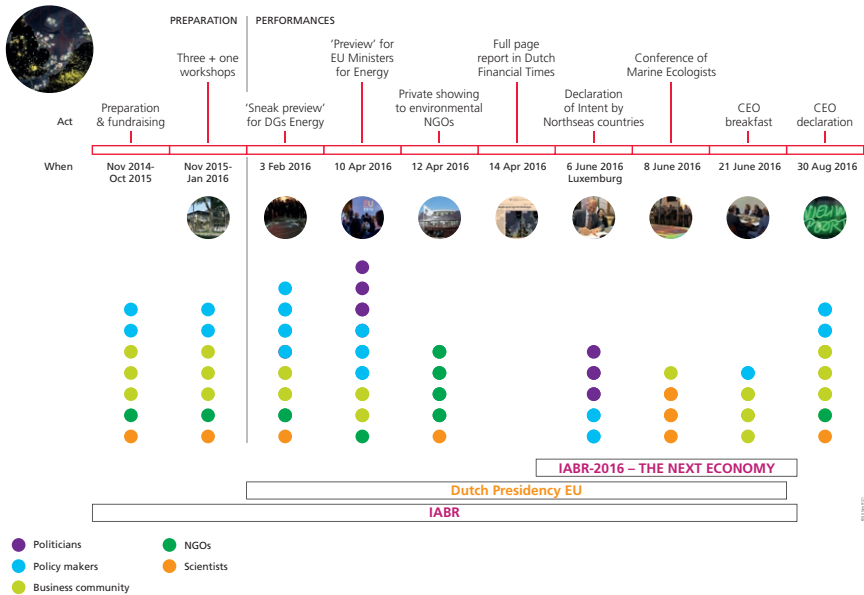 PREPARATION
PERFORMANCES
Act
Preparation
& fundraising
Three + one
workshops
'Sneak preview'
for DGs Energy
'Preview' for
EU Ministers
for Energy
Private showing
to environmental
NGOs
Full page
report in Dutch
Financial Times
Declaration
of Intent by
Northseas countries
Conference of
Marine Ecologists
CEO
breakfast
CEO
declaration
When
Nov 2014-
Oct 2015
Nov 2015-
Jan 2016
3 Feb 2016
10 Apr 2016
12 Apr 2016
14 Apr 2016
6 June 2016
Luxemburg
8 June 2016
21 June 2016
30 Aug 2016
NIEUW
POORT
IABR-2016 – THE NEXT ECONOMY
Dutch Presidency EU
IABR
Politicians
Policy makers
Business community
NGOs
Scientists